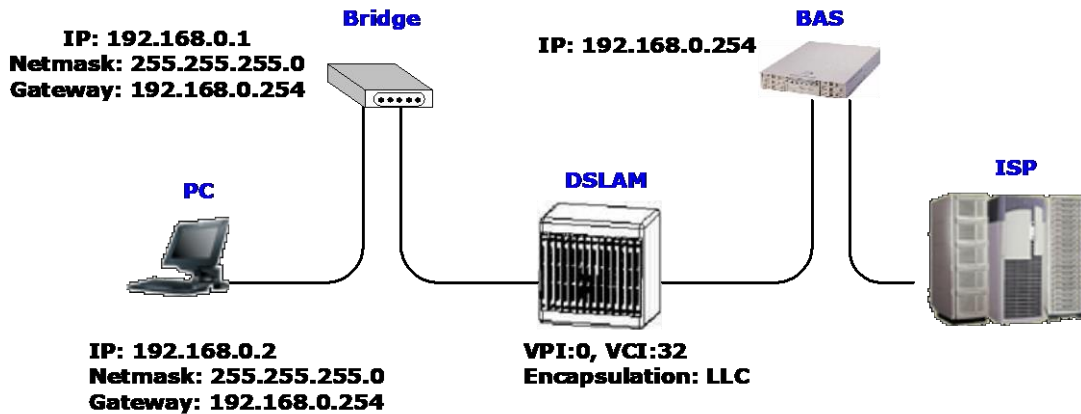 Bridge
IP: 192.168.0.1
Netmask: 255.255.255.0
Gateway: 192.168.0.254
BAS
IP: 192.168.0.254
PC
IP: 192.168.0.2
Netmask: 255.255.255.0
Gateway: 192.168.0.254
DSLAM
VPI:0, VCI:32
Encapsulation: LLC
ISP